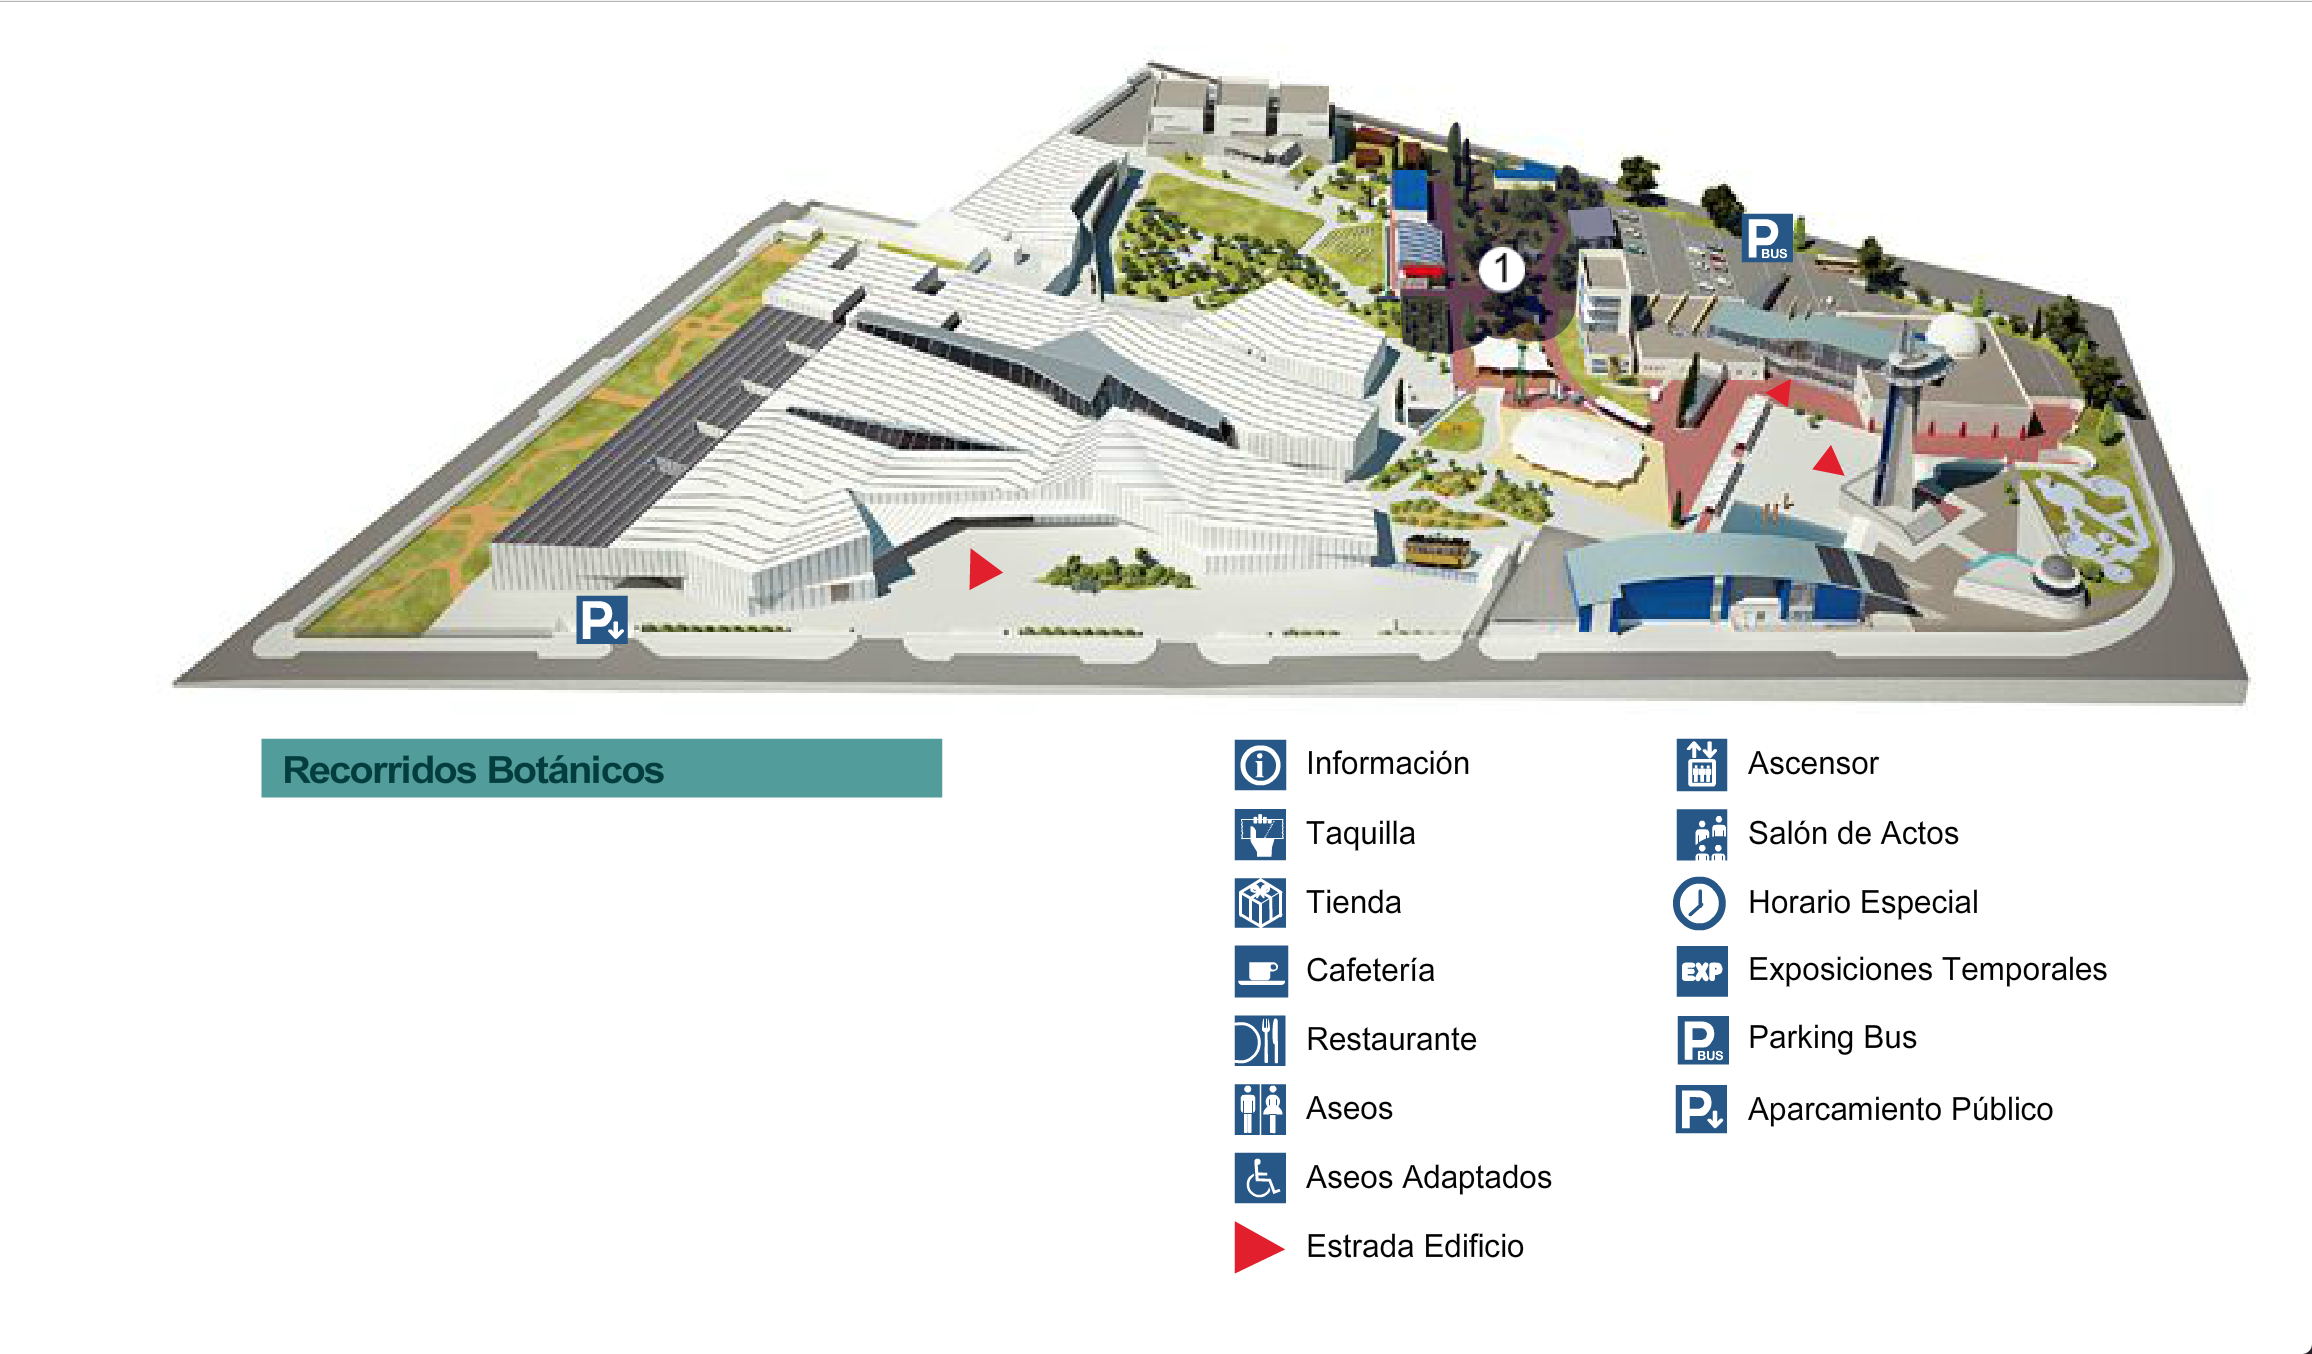 P BUS
1
P
Recorridos Botánicos
Información
Taquilla
Tienda
Cafetería
Restaurante
Aseos
Aseos Adaptados
Estrada Edificio
Ascensor
Salón de Actos
Horario Especial
EXP Exposiciones Temporales
P BUS Parking Bus
P Aparcamiento Público